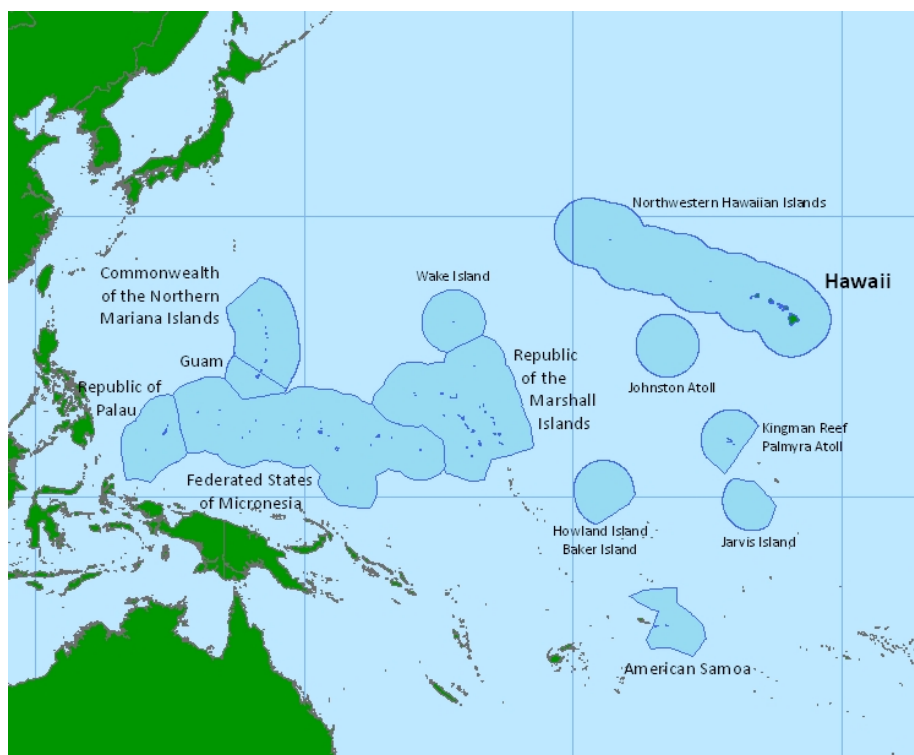 Northwestern Hawaiian Islands
Commonwealth
of the Northern
Mariana Islands
Wake Island
Hawaii
Guam
Republic
of the
Marshall
Islands
Republic of
Palau
Johnston Atoll
Kingman Reef
Palmyra Atoll
Federated States
of Micronesia
Howland Island
Baker Island
Jarvis Island
American Samoa